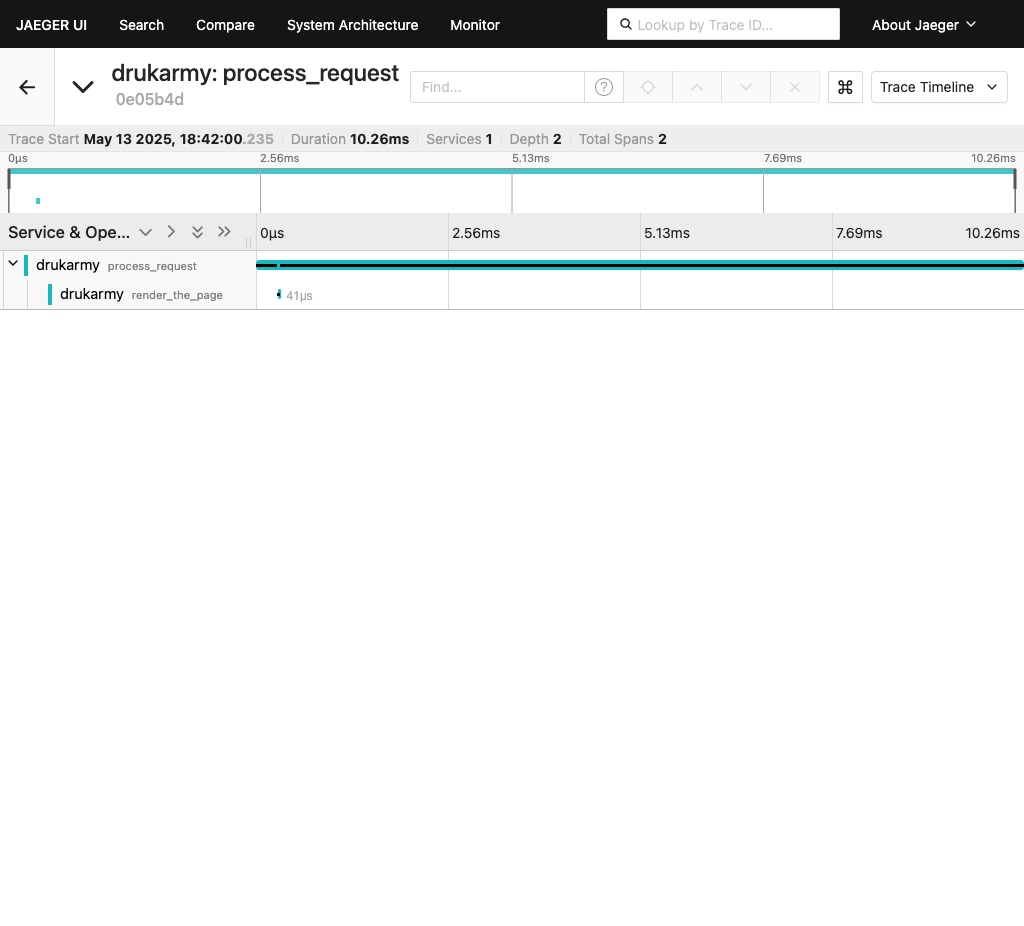 JAEGER UI Search Compare System Architecture Monitor Lookup by Trace ID... About Jaeger
drukarmy: process_request
0e05b4d
Find... ? Trace Timeline
Trace Start May 13 2025, 18:42:00.235 Duration 10.26ms Services 1 Depth 2 Total Spans 2
0μs 2.56ms 5.13ms 7.69ms 10.26ms
Service & Ope... 0μs 2.56ms 5.13ms 7.69ms 10.26ms
drukarmy process_request
drukarmy render_the_page 41μs